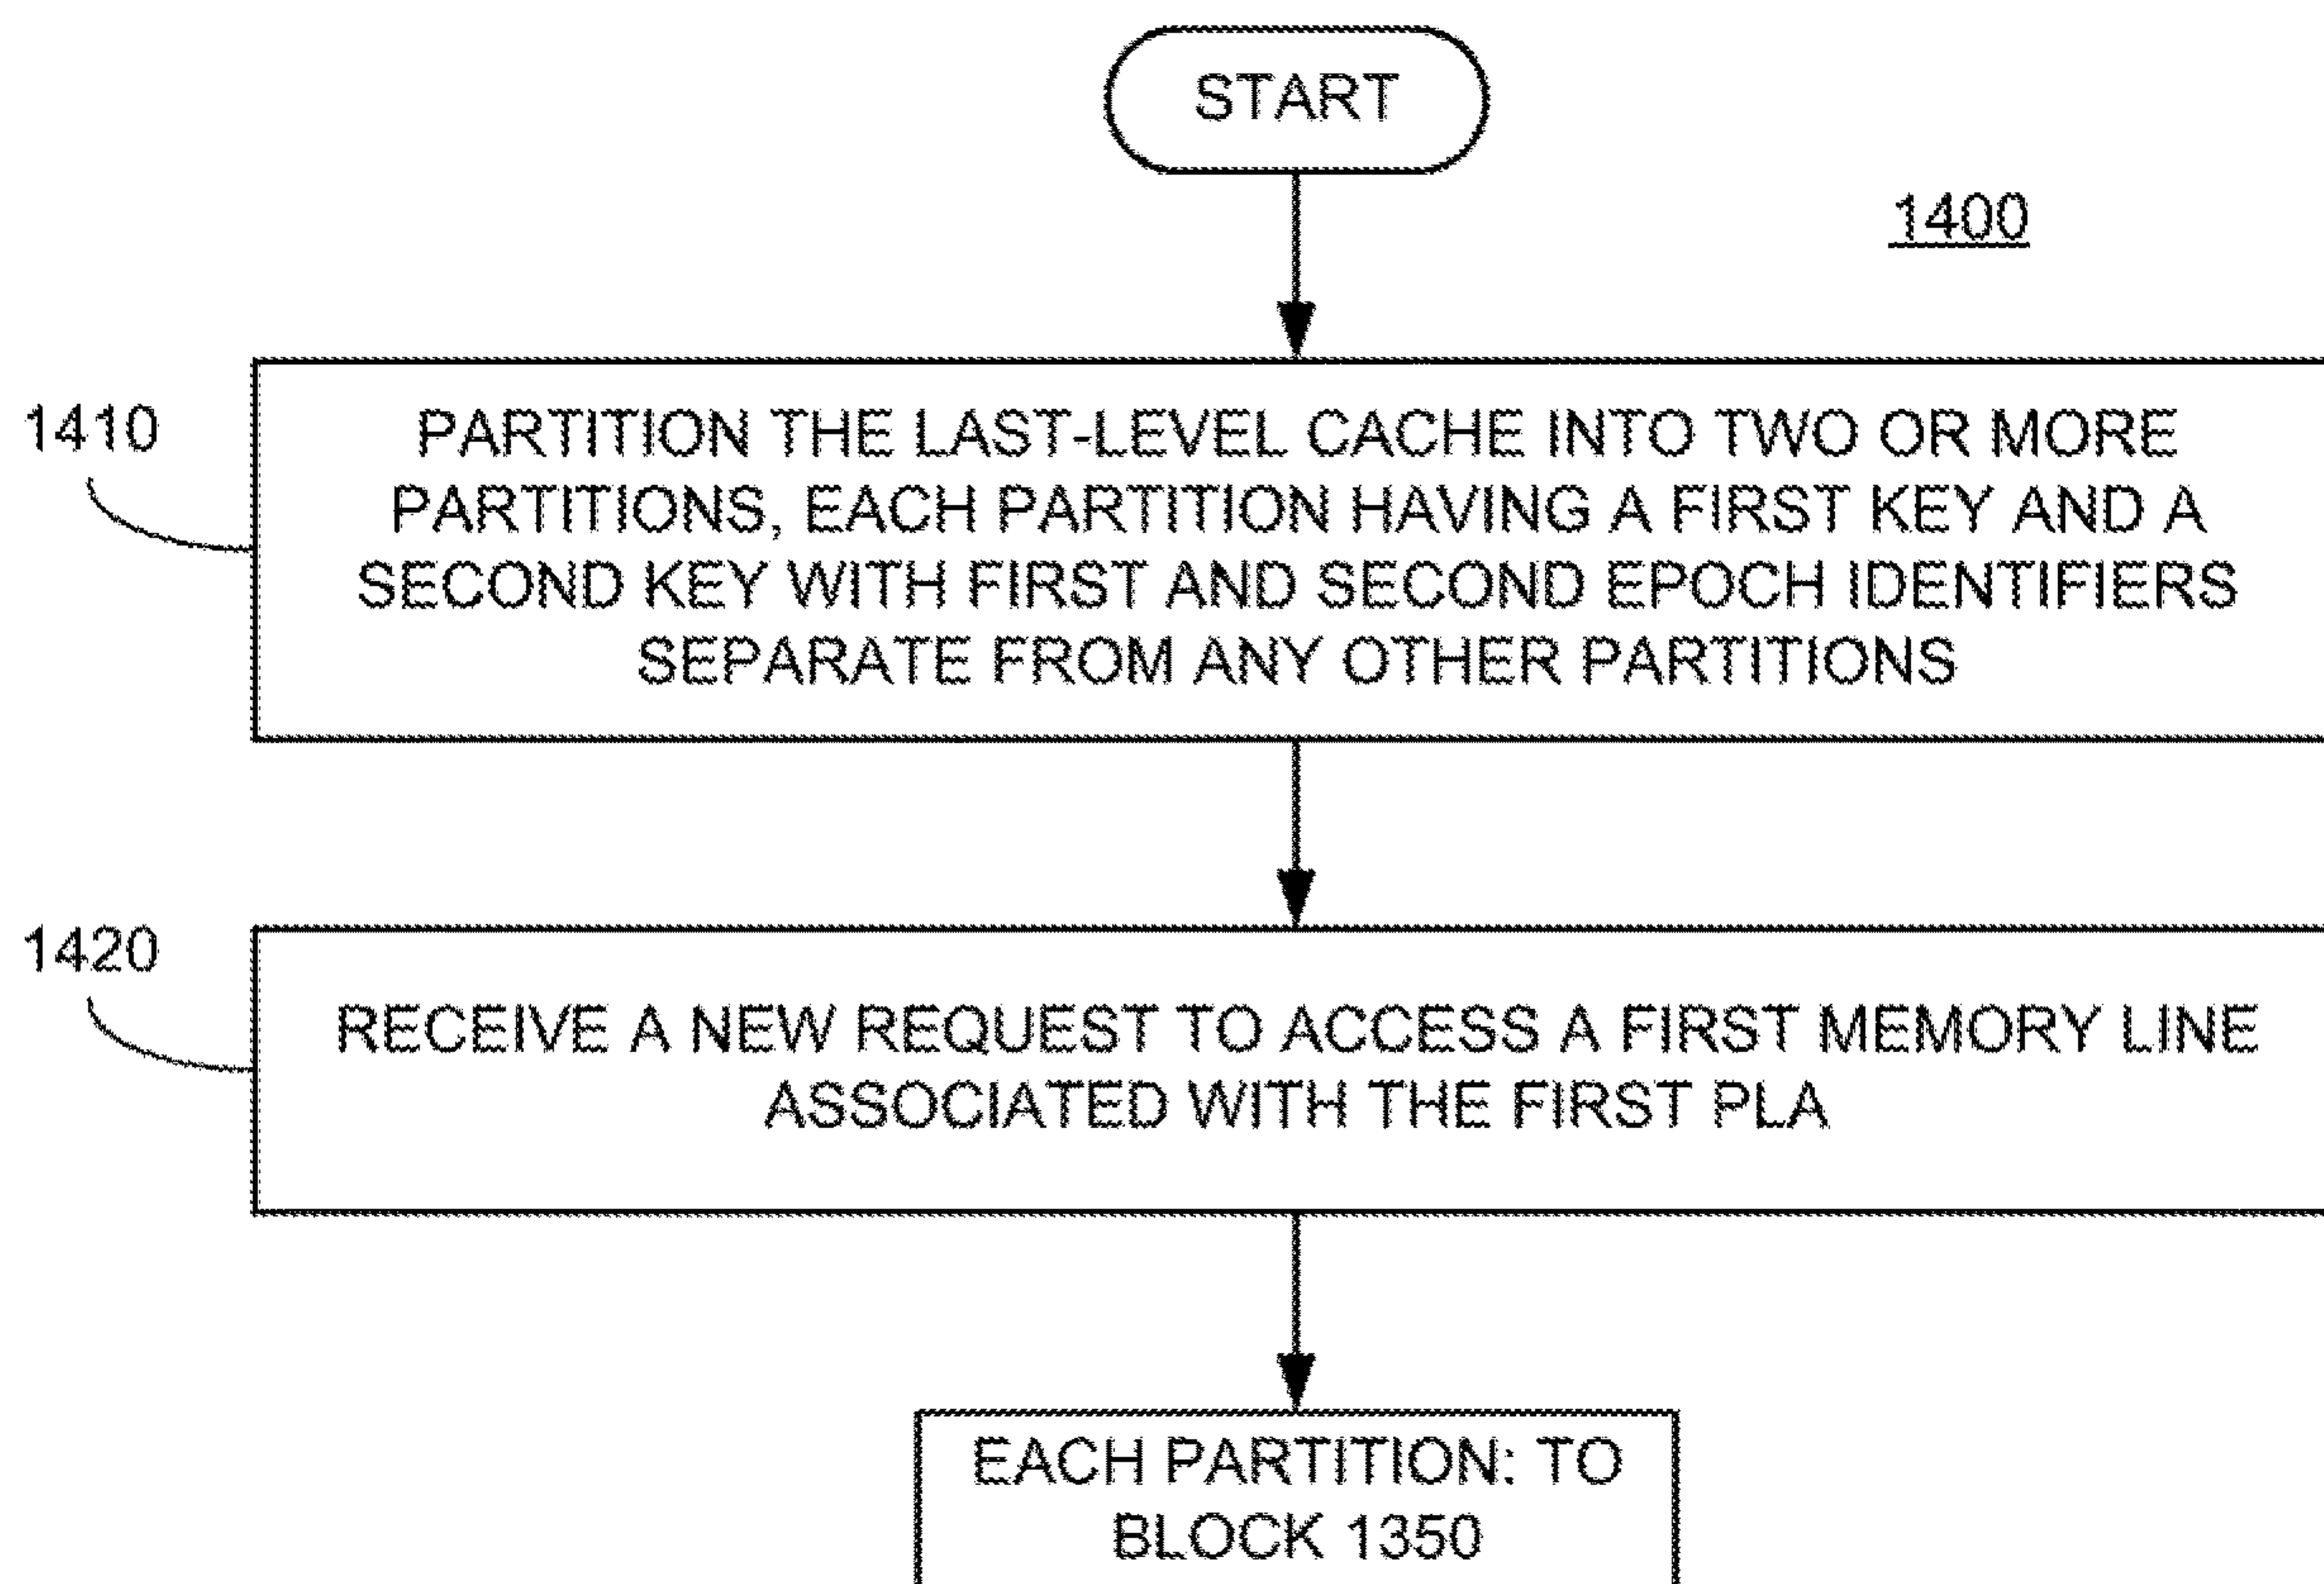 START
1400
1410
PARTITION THE LAST-LEVEL CACHE INTO TWO OR MORE
PARTITIONS, EACH PARTITION HAVING A FIRST KEY AND A
SECOND KEY WITH FIRST AND SECOND EPOCH IDENTIFIERS
SEPARATE FROM ANY OTHER PARTITIONS
1420
RECEIVE A NEW REQUEST TO ACCESS A FIRST MEMORY LINE
ASSOCIATED WITH THE FIRST PLA
EACH PARTITION: TO
BLOCK 1350